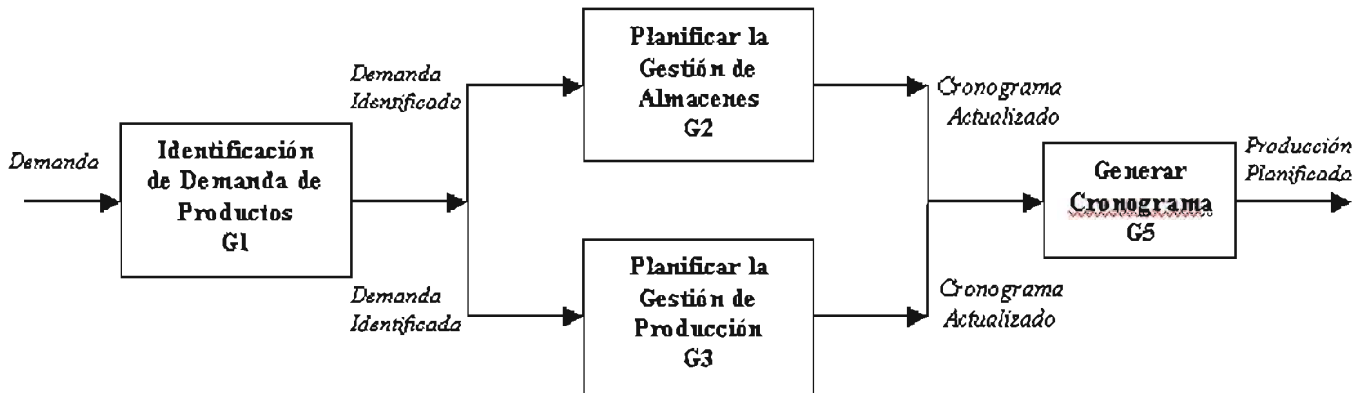 Demanda
Identificación
de Demanda de
Productos
G1
Demanda
Identificada
Demanda
Identificada
Planificar la
Gestión de
Almacenes
G2
Planificar la
Gestión de
Producción
G3
Cronograma
Actualizado
Cronograma
Actualizado
Generar
Cronograma
G5
Producción
Planificada